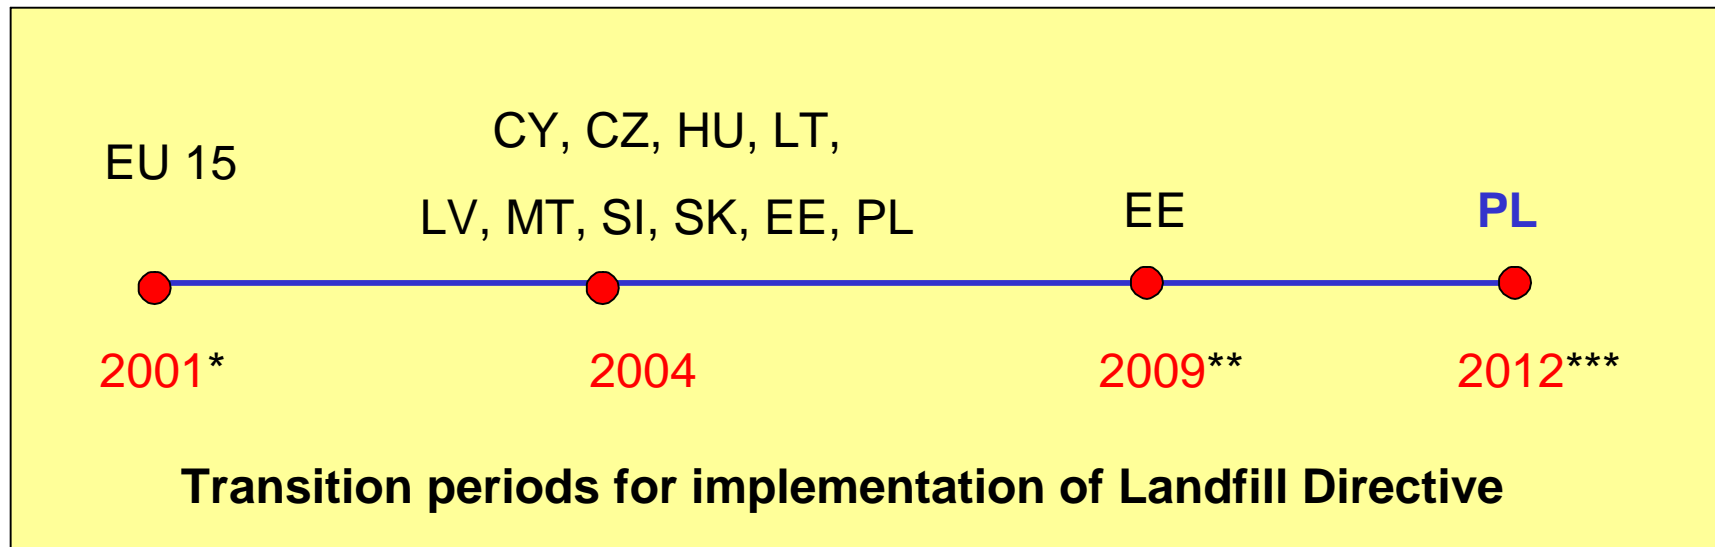 EU 15
CY, CZ, HU, LT,
LV, MT, SI, SK, EE, PL
EE
PL
2001*
2004
2009**
2012***
Transition periods for implementation of Landfill Directive